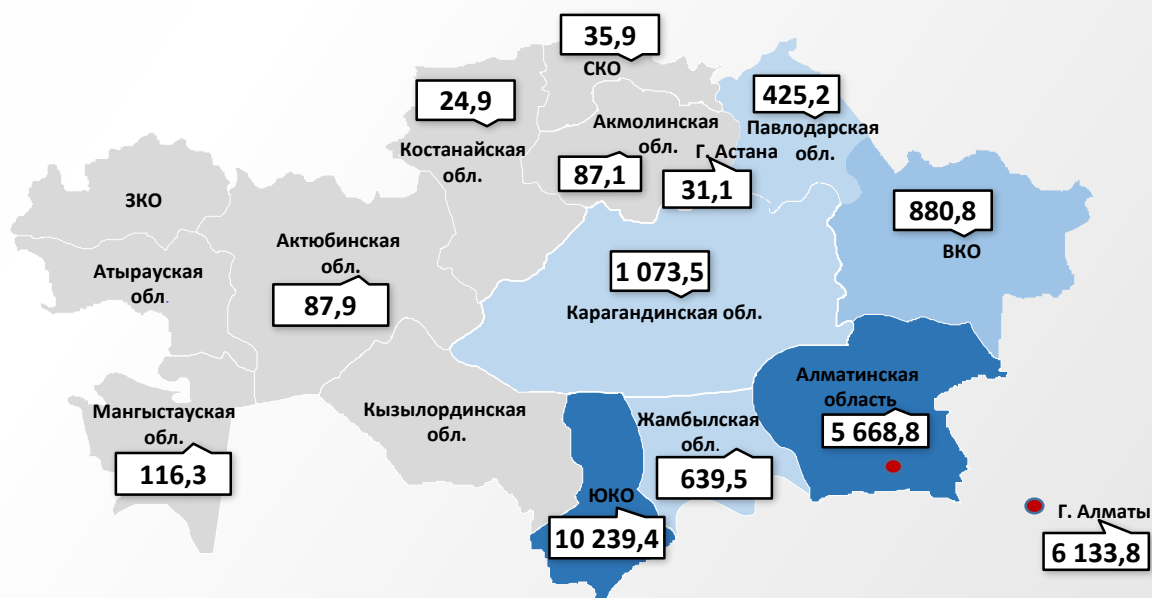 35,9
СКО
24,9
Костанайская
обл.
Акмолинская
обл.
87,1
Г. Астана
31,1
425,2
Павлодарская
обл.
ЗКО
Атырауская
обл.
Актюбинская
обл.
87,9
1 073,5
Карагандинская обл.
880,8
ВКО
Мангыстауская
обл.
116,3
Кызылординская
обл.
ЮКО
10 239,4
Жамбылская
обл.
639,5
Алматинская
область
5 668,8
Г. Алматы
6 133,8